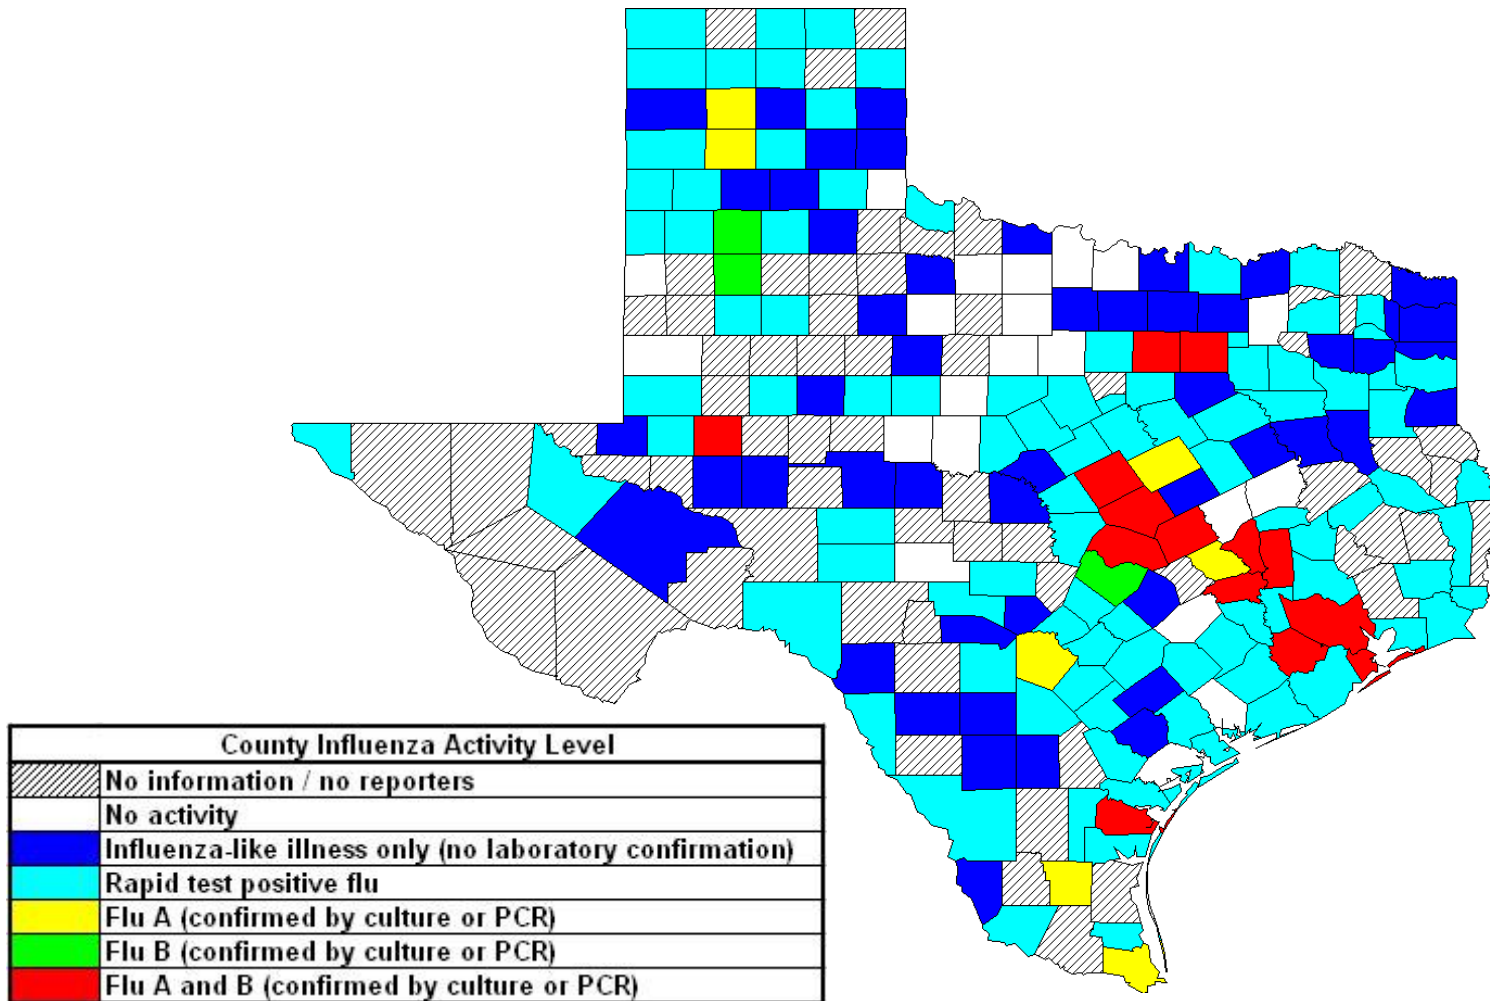 County Influenza Activity Level
No information / no reporters
No activity
Influenza-like illness only (no laboratory confirmation)
Rapid test positive flu
Flu A (confirmed by culture or PCR)
Flu B (confirmed by culture or PCR)
Flu A and B (confirmed by culture or PCR)